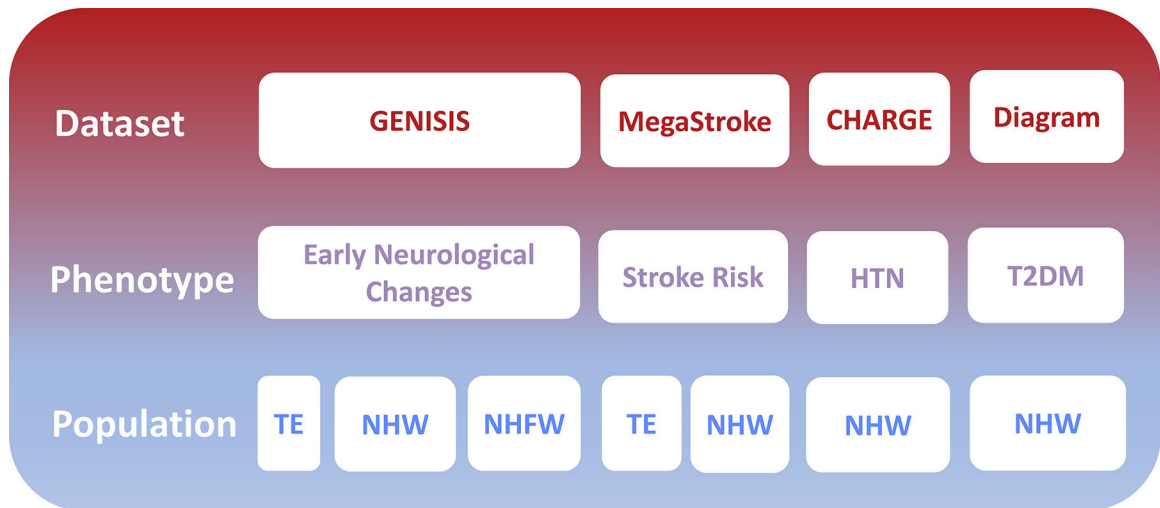 Dataset
GENISIS
MegaStroke
CHARGE
Diagram
Phenotype
Early Neurological
Changes
Stroke Risk
HTN
T2DM
Population
TE
NHW
NHFW
TE
NHW
NHW
NHW